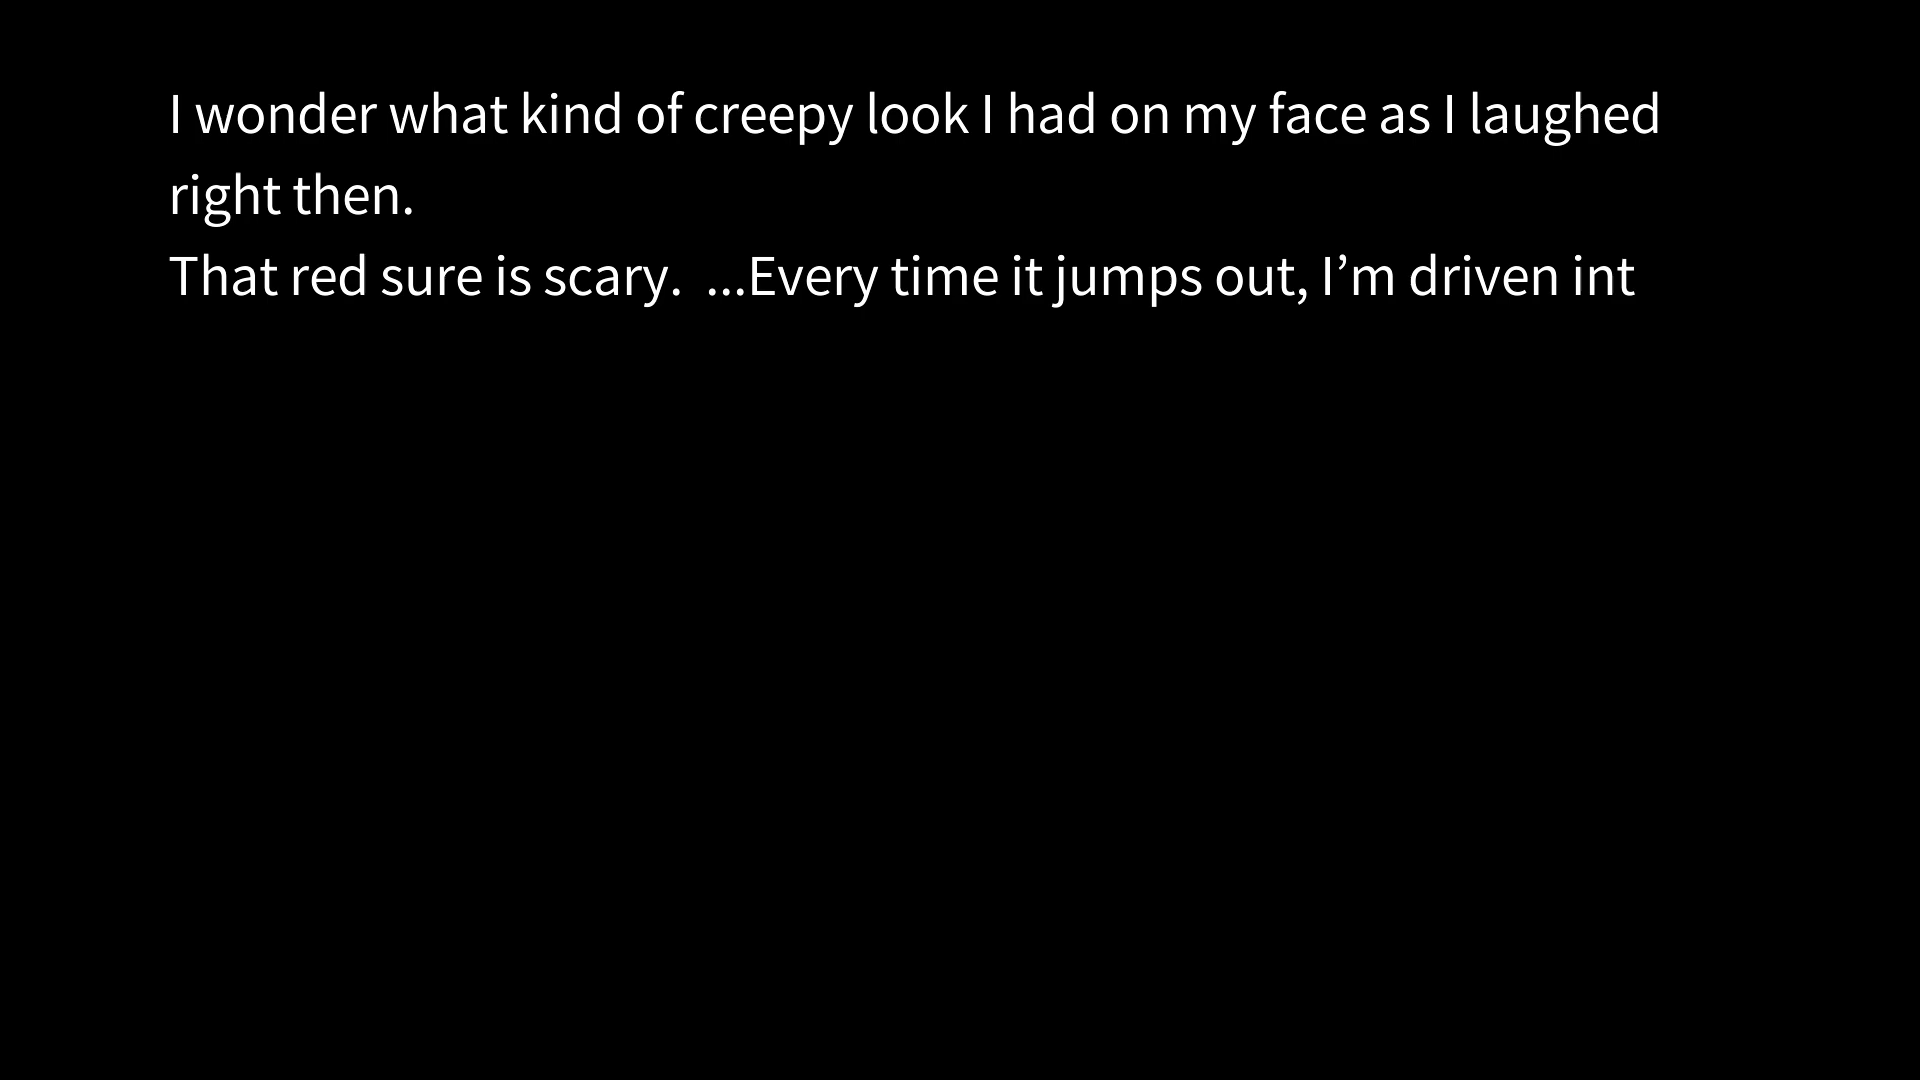 I wonder what kind of creepy look I had on my face as I laughed
right then.
That red sure is scary.  ...Every time it jumps out, I’m driven int